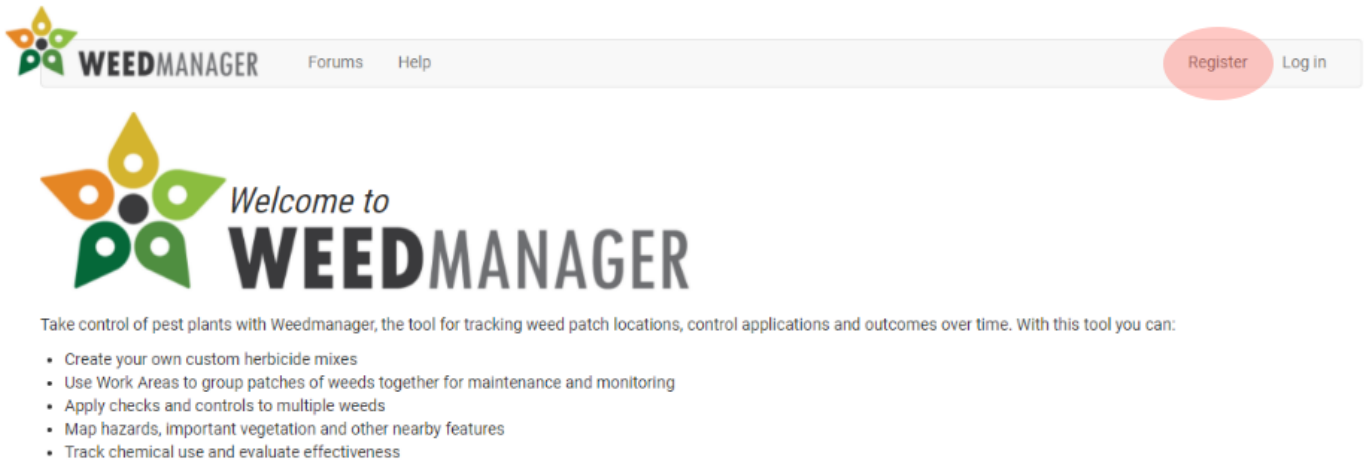 WEEDMANAGER Forums Help Register Log in
Welcome to
WEEDMANAGER
Take control of pest plants with Weedmanager, the tool for tracking weed patch locations, control applications and outcomes over time. With this tool you can:
• Create your own custom herbicide mixes
• Use Work Areas to group patches of weeds together for maintenance and monitoring
• Apply checks and controls to multiple weeds
• Map hazards, important vegetation and other nearby features
• Track chemical use and evaluate effectiveness